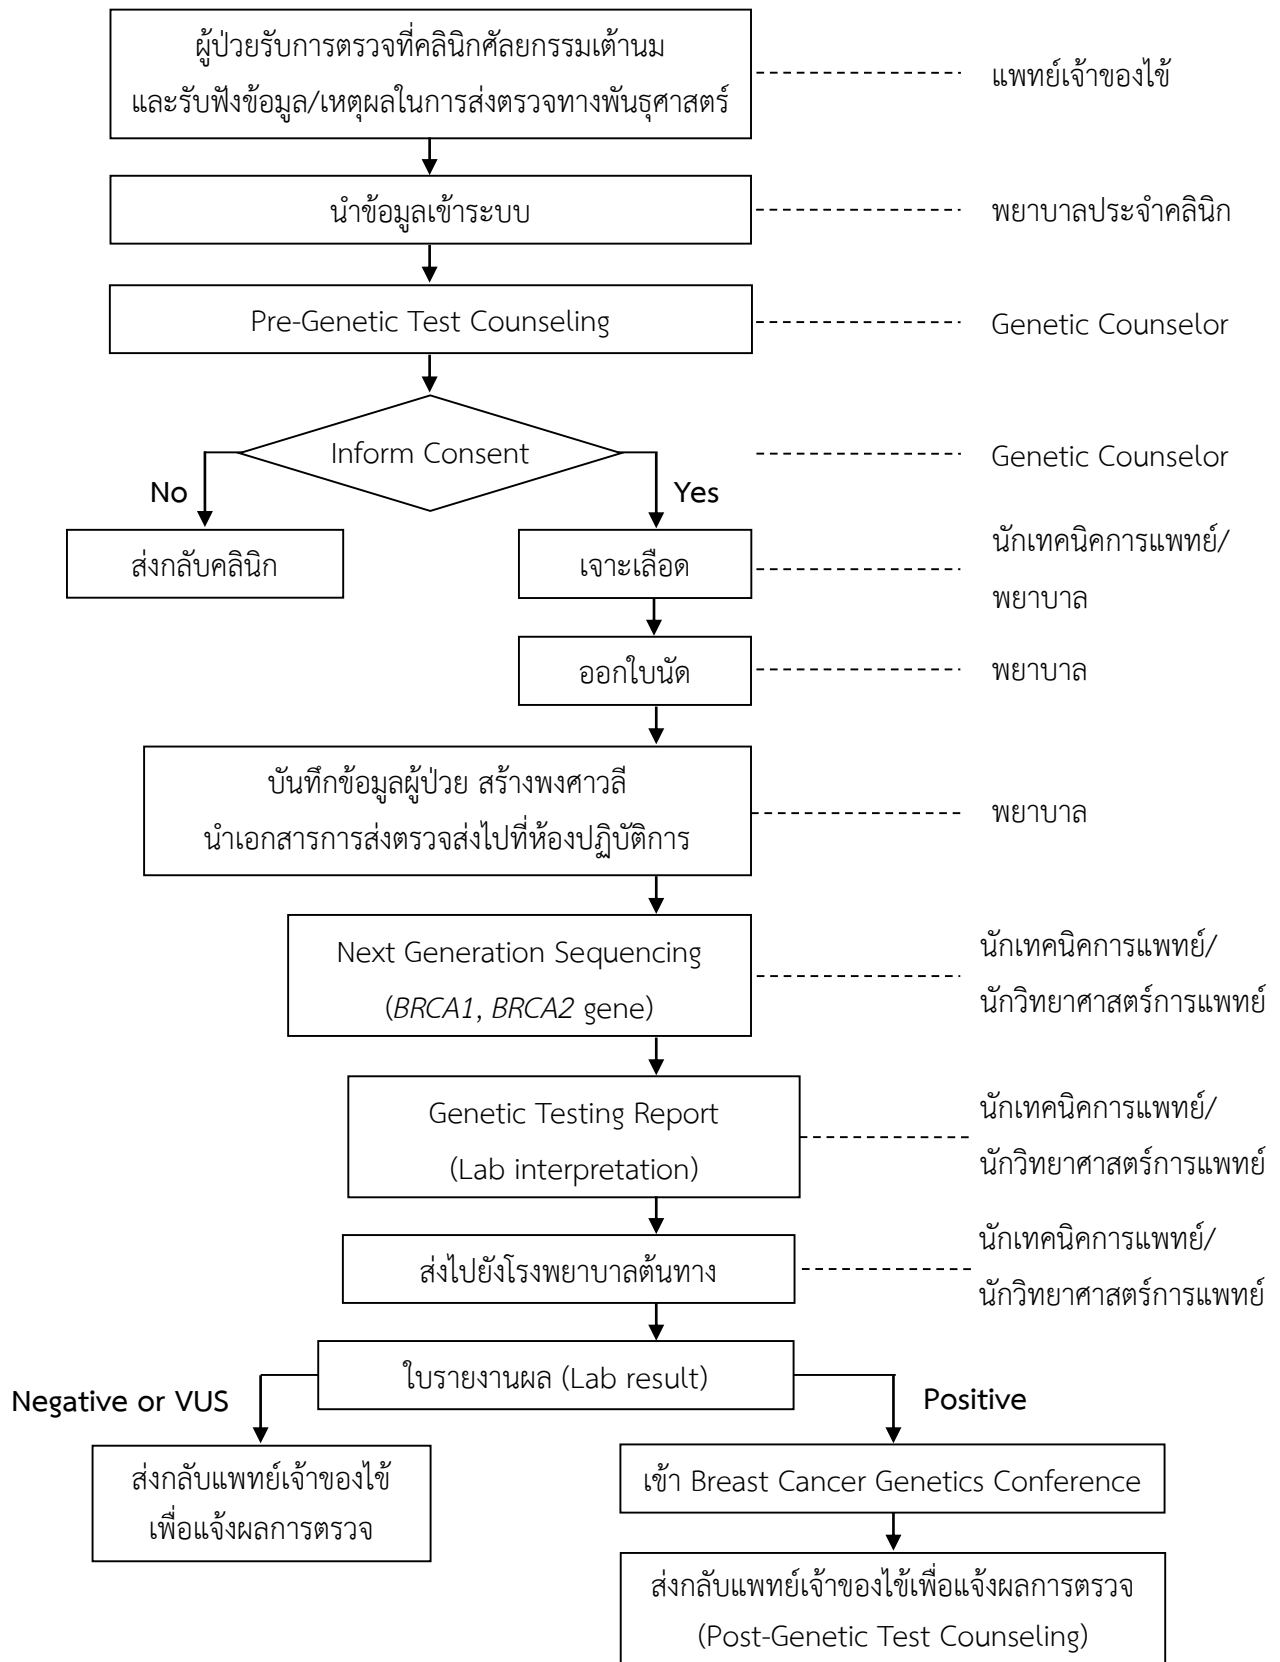 ผู้ป่วยรับการตรวจที่คลินิกศัลยกรรมเต้านม
และรับฟังข้อมูล/เหตุผลในการส่งตรวจทางพันธุศาสตร์
แพทย์เจ้าของไข้
นำข้อมูลเข้าระบบ
พยาบาลประจำคลินิก
Pre-Genetic Test Counseling
Genetic Counselor
Inform Consent
Genetic Counselor
No
Yes
ส่งกลับคลินิก
เจาะเลือด
นักเทคนิคการแพทย์/
พยาบาล
ออกใบนัด
พยาบาล
บันทึกข้อมูลผู้ป่วย สร้างพงศาวลี
นำเอกสารการส่งตรวจส่งไปที่ห้องปฏิบัติการ
พยาบาล
Next Generation Sequencing
(BRCA1, BRCA2 gene)
นักเทคนิคการแพทย์/
นักวิทยาศาสตร์การแพทย์
Genetic Testing Report
(Lab interpretation)
นักเทคนิคการแพทย์/
นักวิทยาศาสตร์การแพทย์
ส่งไปยังโรงพยาบาลต้นทาง
นักเทคนิคการแพทย์/
นักวิทยาศาสตร์การแพทย์
ใบรายงานผล (Lab result)
Negative or VUS
Positive
ส่งกลับแพทย์เจ้าของไข้
เพื่อแจ้งผลการตรวจ
เข้า Breast Cancer Genetics Conference
ส่งกลับแพทย์เจ้าของไข้เพื่อแจ้งผลการตรวจ
(Post-Genetic Test Counseling)